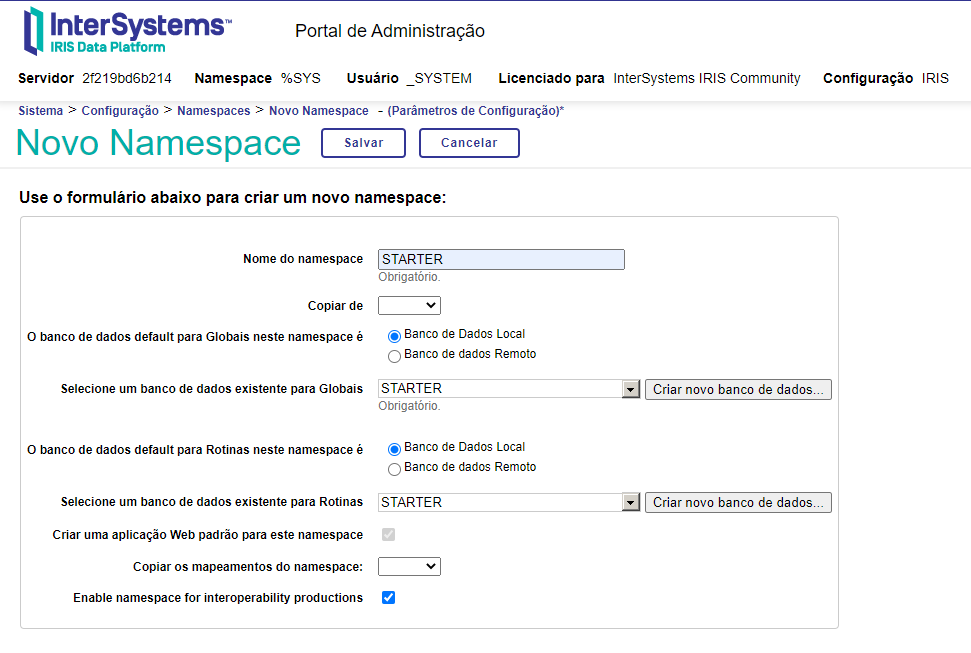 InterSystems™
IRIS Data Platform
Portal de Administração
Servidor 2f219bd6b214 Namespace %SYS Usuário _SYSTEM Licenciado para InterSystems IRIS Community Configuração IRIS
Sistema > Configuração > Namespaces > Novo Namespace - (Parâmetros de Configuração)*
Novo Namespace Salvar Cancelar
Use o formulário abaixo para criar um novo namespace:
Nome do namespace STARTER
Obrigatório.
Copiar de
O banco de dados default para Globais neste namespace é Banco de Dados Local
Banco de dados Remoto
Selecione um banco de dados existente para Globais STARTER Criar novo banco de dados...
Obrigatório.
O banco de dados default para Rotinas neste namespace é Banco de Dados Local
Banco de dados Remoto
Selecione um banco de dados existente para Rotinas STARTER Criar novo banco de dados...
Criar uma aplicação Web padrão para este namespace
Copiar os mapeamentos do namespace:
Enable namespace for interoperability productions